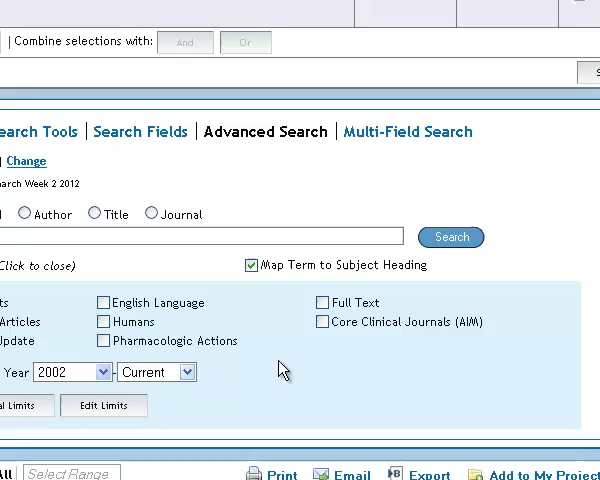 | Combine selections with: And Or
earch Tools | Search Fields | Advanced Search | Multi-Field Search
| Change
arch Week 2 2012
Author Title Journal
Search
Click to close) Map Term to Subject Heading
ts English Language Full Text
Articles Humans Core Clinical Journals (AIM)
Update Pharmacologic Actions
Year 2002 - Current
al Limits Edit Limits
All Select Range Print Email Export Add to My Project